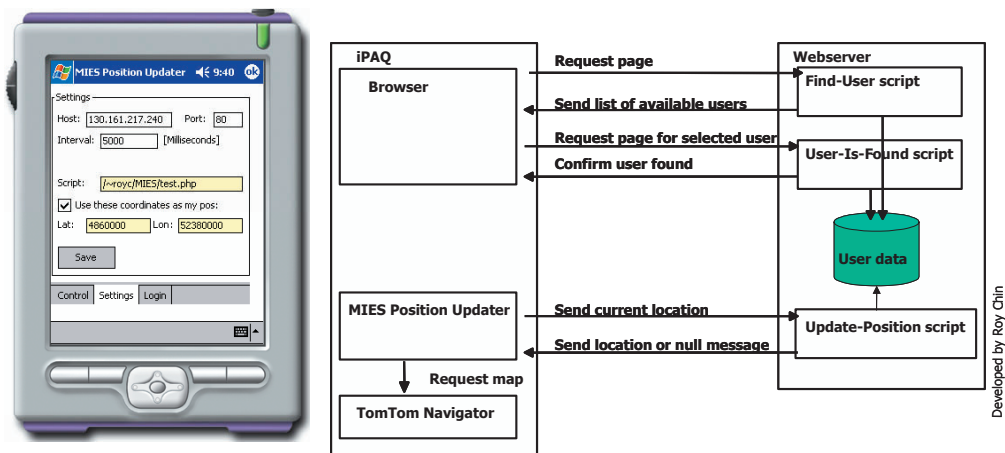 MIES Position Updater 9:40 ok
Settings
Host: 130.161.217.240 Port: 80
Interval: 5000 [Milliseconds]
Script: /~royc/MIES/test.php
Use these coordinates as my pos:
Lat: 4860000 Lon: 52380000
Save
Control Settings Login
iPAQ
Browser
MIES Position Updater
Request map
TomTom Navigator
Request page
Send list of available users
Request page for selected user
Confirm user found
Send current location
Send location or null message
Webserver
Find-User script
User-Is-Found script
User data
Update-Position script
Developed by Roy Chin